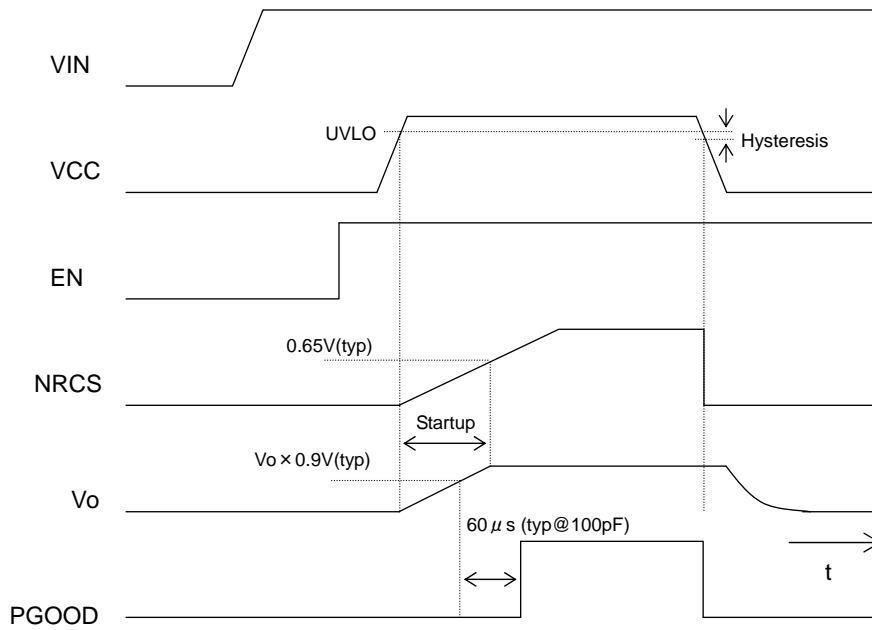 VIN
UVLO
Hysteresis
VCC
EN
0.65V(typ)
NRCS
Startup
Vo×0.9V(typ)
Vo
60μs (typ@100pF)
t
PGOOD